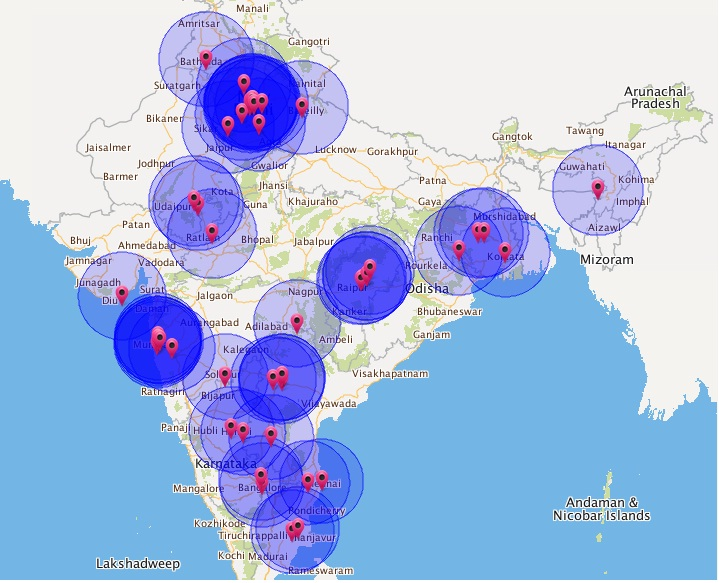 Manali
Amritsar
Gangotri
Bathinda
Suratgarh
Nainital
Arunachal
Pradesh
Bareilly
Bikaner
Gangtok
Tawang
Itanagar
Jaipur
Jaisalmer
Lucknow
Gorakhpur
Gwalior
Guwahati
Jodhpur
Barmer
Patna
Kohima
Jhansi
Kota
Khajuraho
Gaya
Imphal
Udaipur
Guna
Murshidabad
Patan
Aizawl
Ratlam
Bhopal
Jabalpur
Ranchi
Bhuj
Ahmedabad
Kolkata
Mizoram
Jamnagar
Vadodara
Rourkela
Junagadh
Surat
Jalgaon
Nagpur
Raipur
Odisha
Diu
Daman
Kanker
Bhubaneswar
Aurangabad
Adilabad
Ambeli
Ganjam
Kalegaon
Visakhapatnam
Ratnagiri
Bijapur
Vijayawada
Panaji
Hubli
Karnataka
Mangalore
Bangalore
Andaman &
Nicobar Islands
Pondicherry
Kozhikode
Tiruchirappalli
Thanjavur
Lakshadweep
Kochi
Madurai
Rameswaram